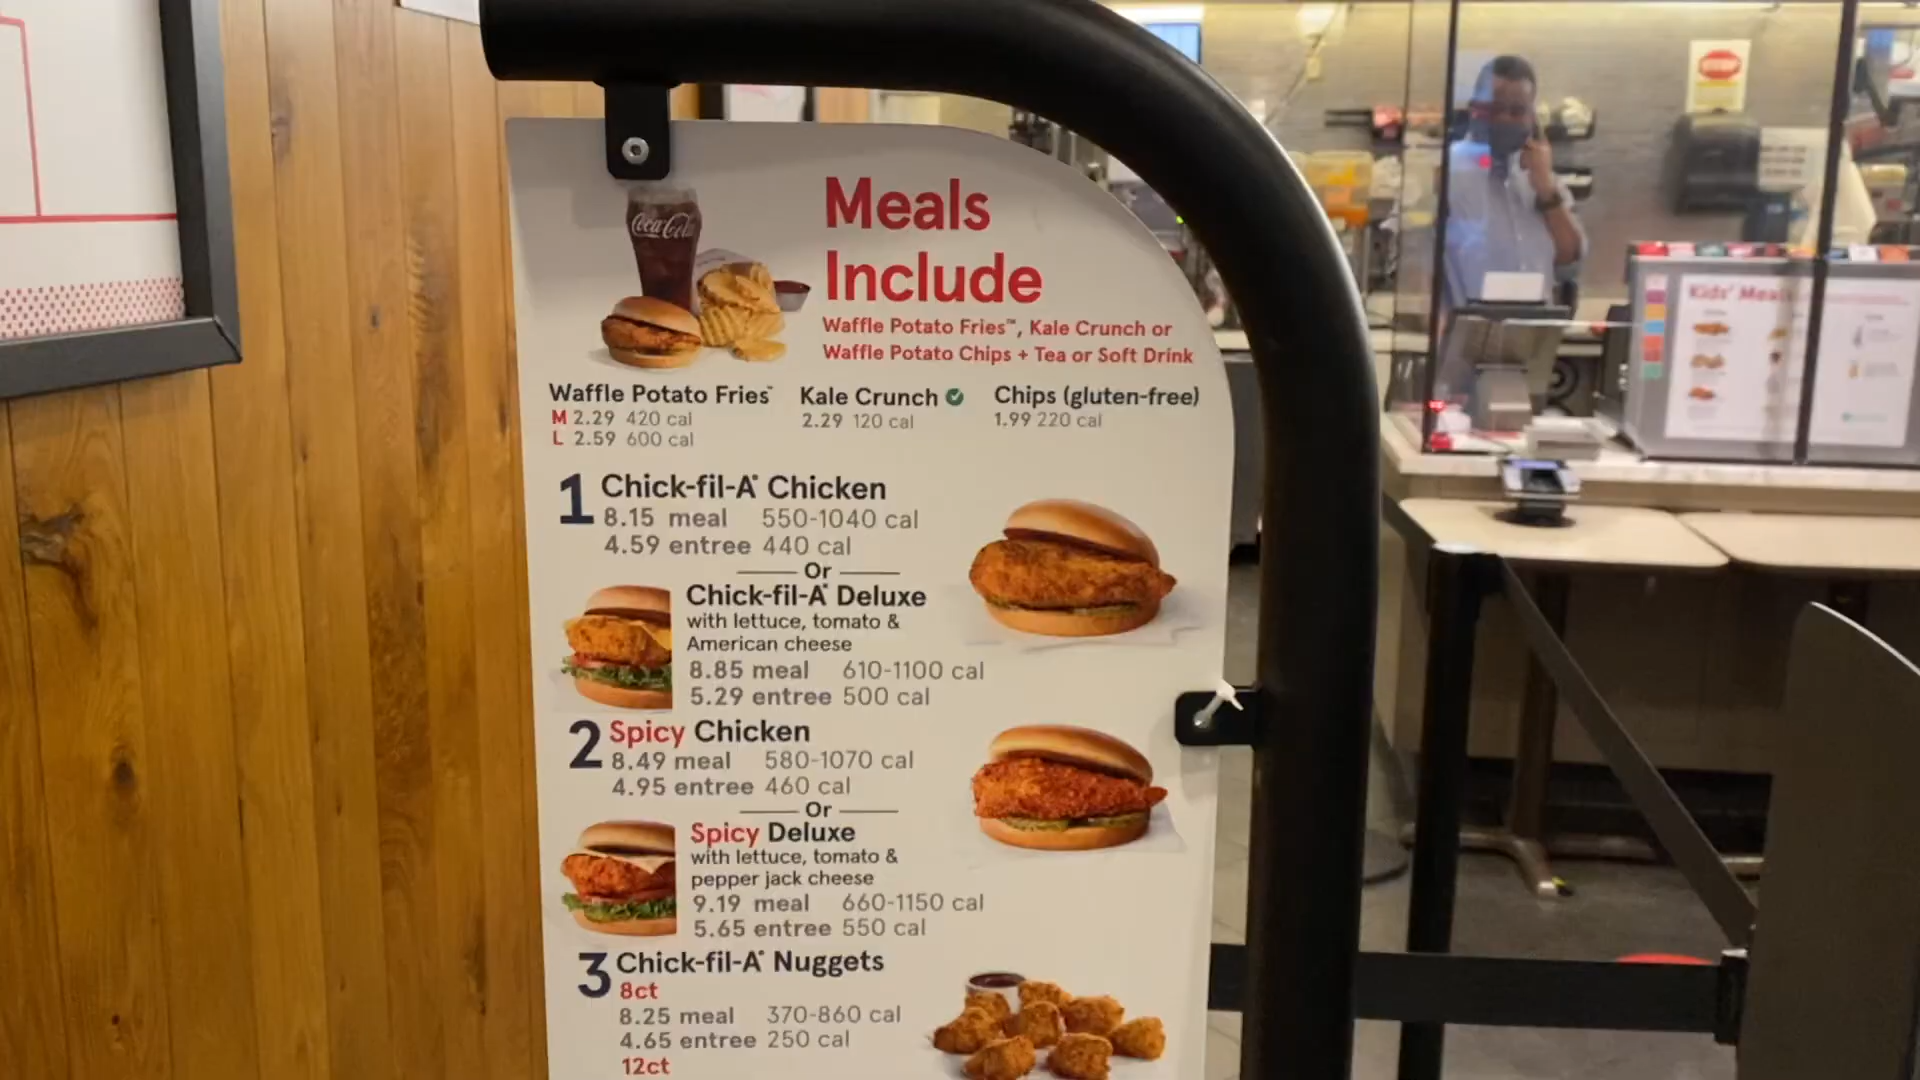 Coca-Cola
Meals
Include
Waffle Potato Fries™, Kale Crunch or
Waffle Potato Chips + Tea or Soft Drink
Waffle Potato Fries™
M 2.29 420 cal
L 2.59 600 cal
Kale Crunch
2.29 120 cal
Chips (gluten-free)
1.99 220 cal
1 Chick-fil-A® Chicken
8.15 meal 550-1040 cal
4.59 entree 440 cal
Or
Chick-fil-A® Deluxe
with lettuce, tomato &
American cheese
8.85 meal 610-1100 cal
5.29 entree 500 cal
2 Spicy Chicken
8.49 meal 580-1070 cal
4.95 entree 460 cal
Or
Spicy Deluxe
with lettuce, tomato &
pepper jack cheese
9.19 meal 660-1150 cal
5.65 entree 550 cal
3 Chick-fil-A® Nuggets
8ct
8.25 meal 370-860 cal
4.65 entree 250 cal
12ct
STOP
Kids' Meals